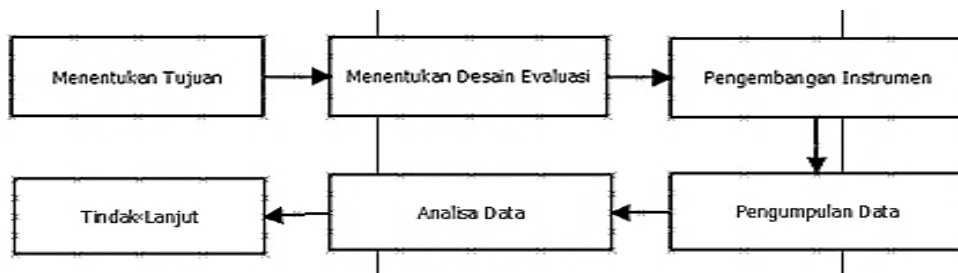 Menentukan Tujuan
Menentukan Desain Evaluasi
Pengembangan Instrumen
Pengumpulan Data
Analisa Data
Tindak Lanjut